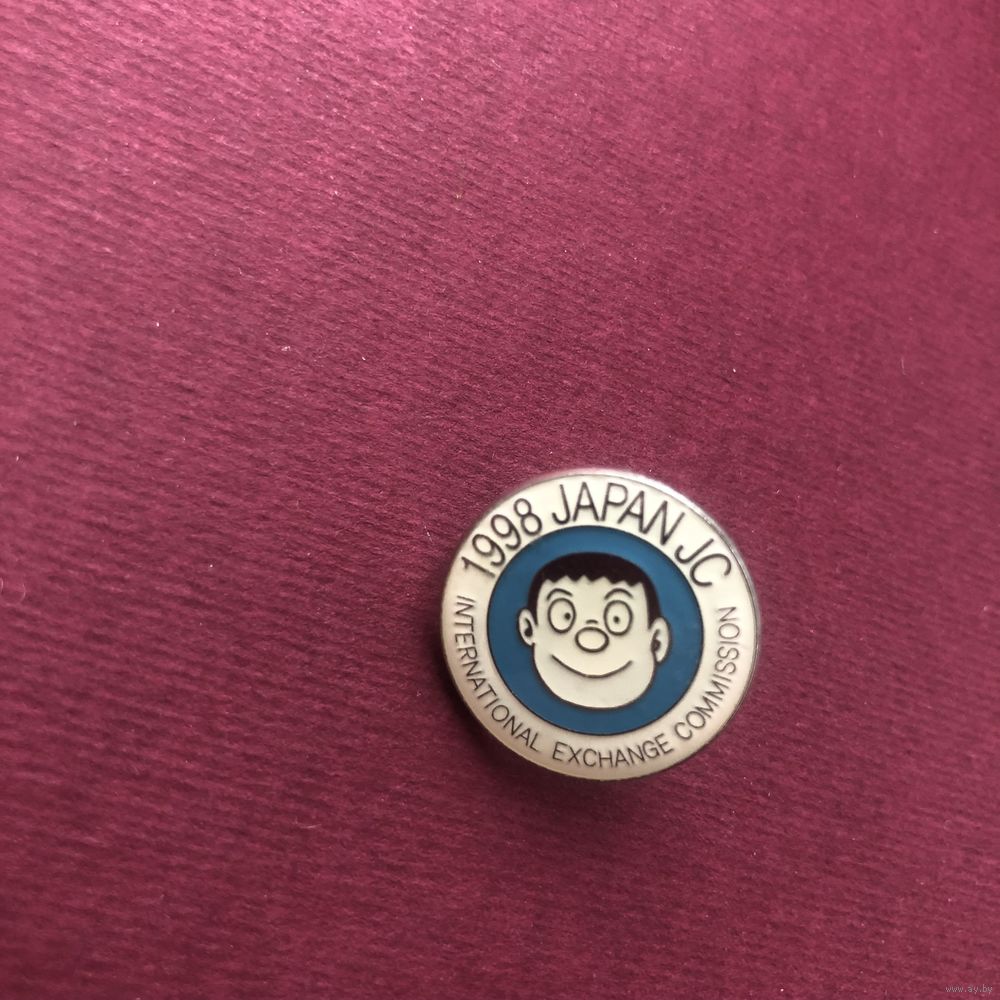 1998 JAPAN JC
INTERNATIONAL EXCHANGE COMMISSION
www.ay.by